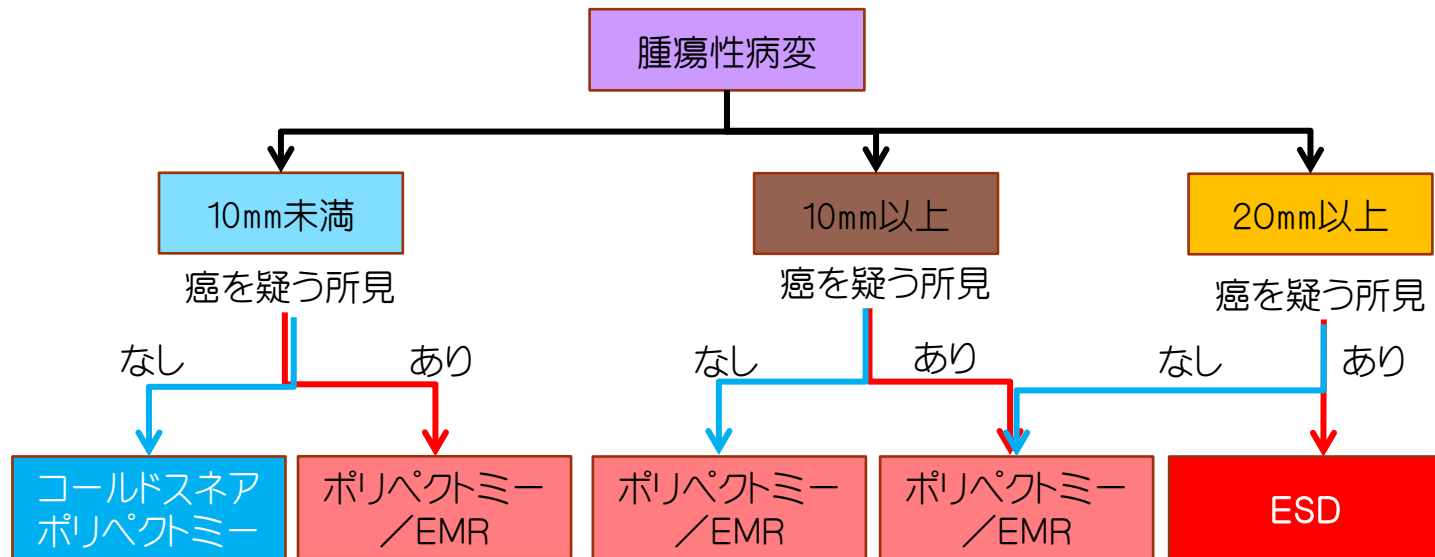 腫瘍性病変
10mm未満
10mm以上
20mm以上
癌を疑う所見
癌を疑う所見
癌を疑う所見
なし
あり
なし
あり
なし
あり
コールドスネア
ポリペクトミー
ポリペクトミー
／EMR
ポリペクトミー
／EMR
ポリペクトミー
／EMR
ESD